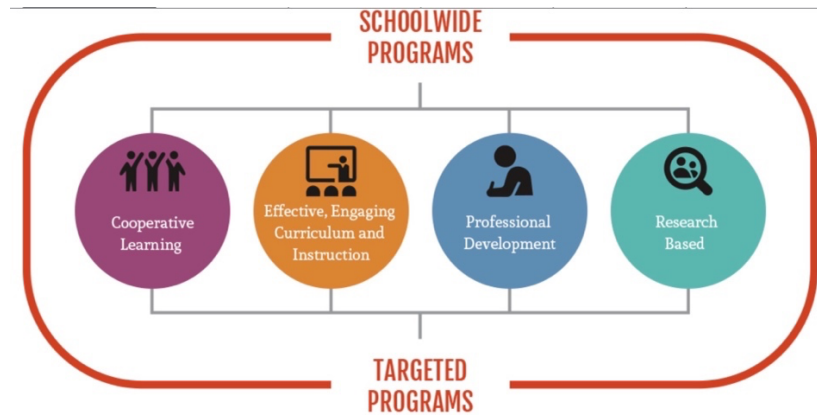 SCHOOLWIDE
PROGRAMS
Cooperative
Learning
Effective, Engaging
Curriculum and
Instruction
Professional
Development
Research
Based
TARGETED
PROGRAMS